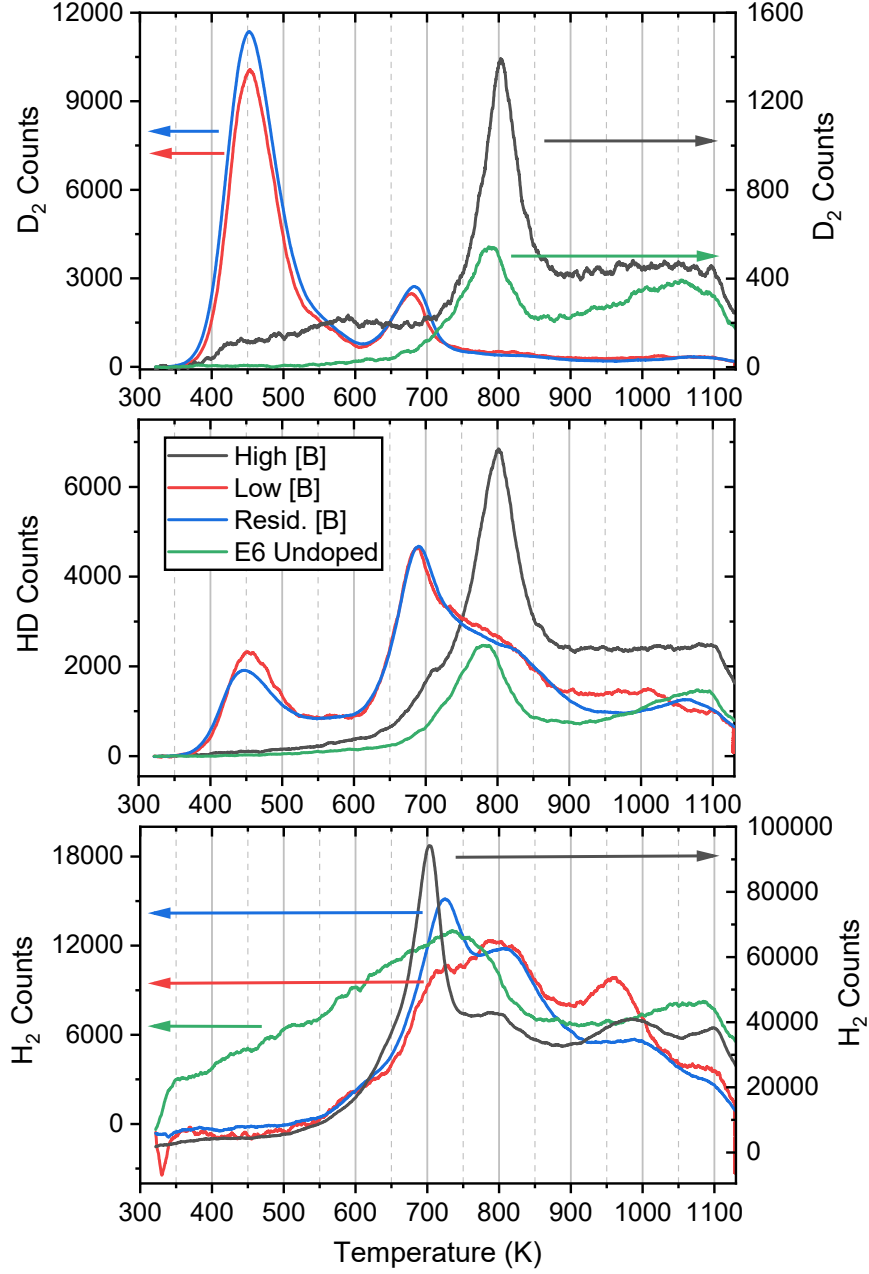 12000
9000
6000
3000
0
D₂ Counts
1600
1200
800
400
0
D₂ Counts
300 400 500 600 700 800 900 1000 1100
6000
4000
2000
0
HD Counts
High [B]
Low [B]
Resid. [B]
E6 Undoped
300 400 500 600 700 800 900 1000 1100
18000
12000
6000
0
H₂ Counts
100000
80000
60000
40000
20000
0
H₂ Counts
300 400 500 600 700 800 900 1000 1100
Temperature (K)